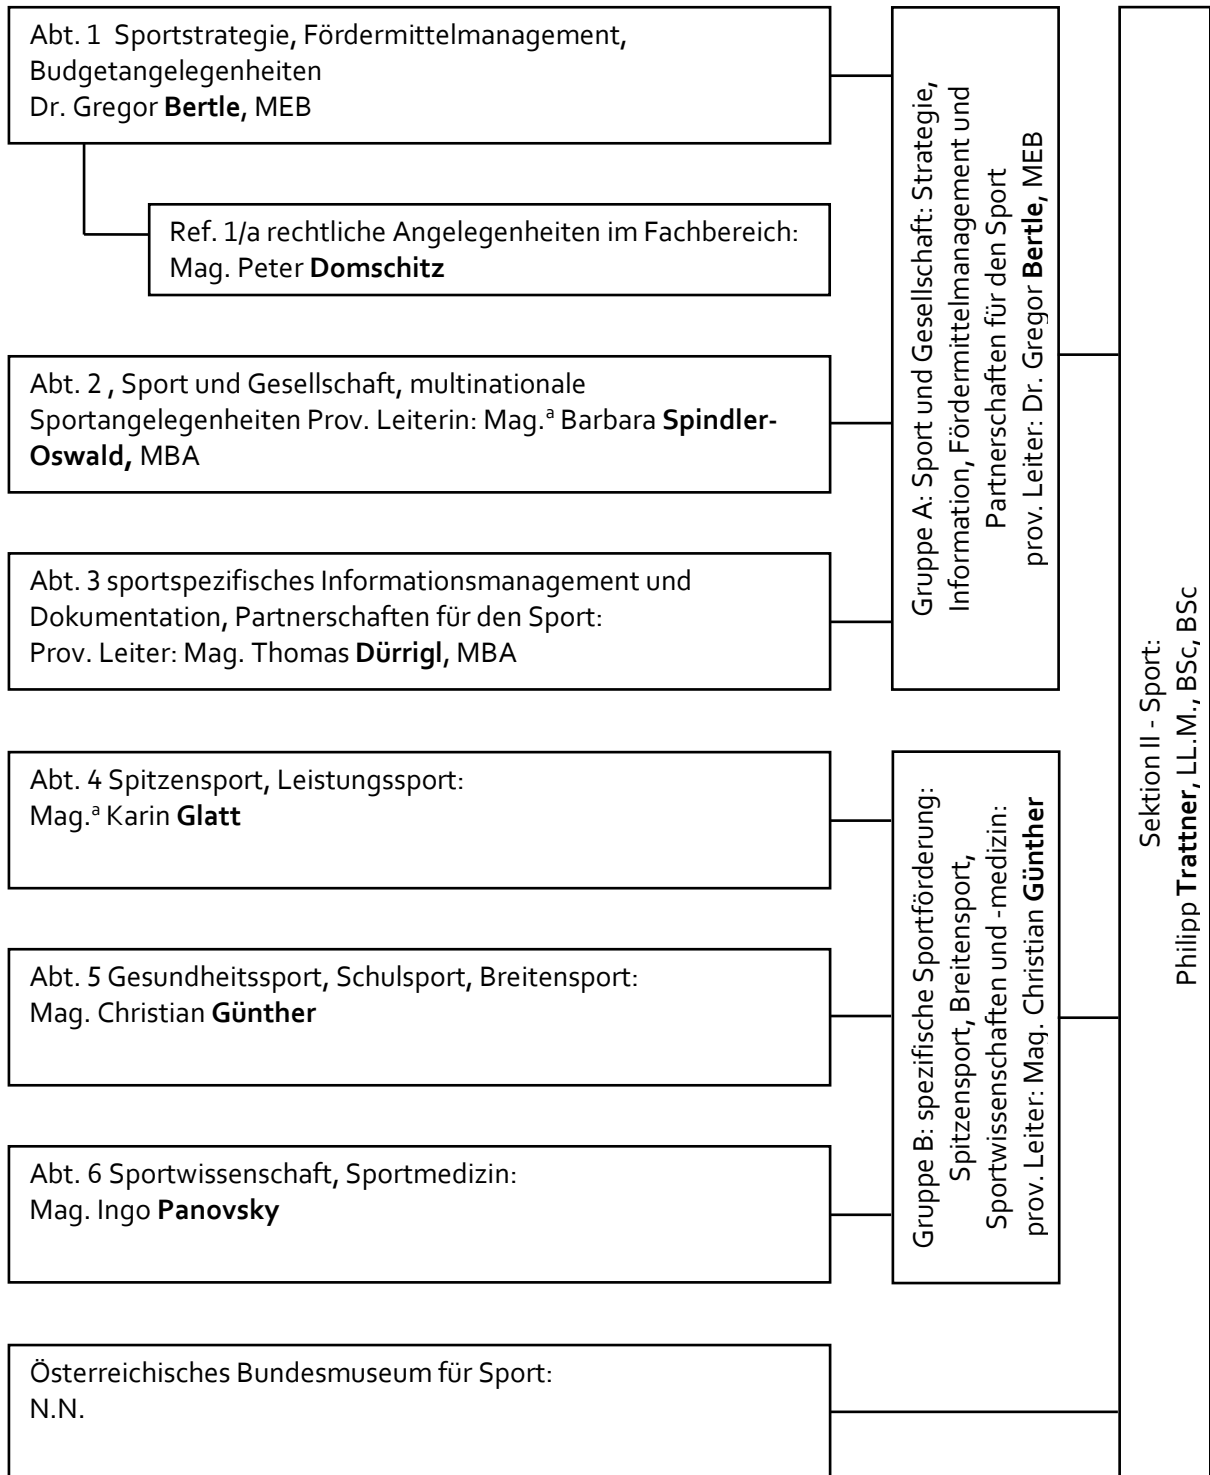 Abt. 1  Sportstrategie, Fördermittelmanagement,
Budgetangelegenheiten
Dr. Gregor Bertle, MEB
Ref. 1/a rechtliche Angelegenheiten im Fachbereich:
Mag. Peter Domschitz
Abt. 2 , Sport und Gesellschaft, multinationale
Sportangelegenheiten Prov. Leiterin: Mag.ª Barbara Spindler-
Oswald, MBA
Abt. 3 sportspezifisches Informationsmanagement und
Dokumentation, Partnerschaften für den Sport:
Prov. Leiter: Mag. Thomas Dürrigl, MBA
Gruppe A: Sport und Gesellschaft: Strategie,
Information, Fördermittelmanagement und
Partnerschaften für den Sport
prov. Leiter: Dr. Gregor Bertle, MEB
Abt. 4 Spitzensport, Leistungssport:
Mag.ª Karin Glatt
Abt. 5 Gesundheitssport, Schulsport, Breitensport:
Mag. Christian Günther
Abt. 6 Sportwissenschaft, Sportmedizin:
Mag. Ingo Panovsky
Gruppe B: spezifische Sportförderung:
Spitzensport, Breitensport,
Sportwissenschaften und -medizin:
prov. Leiter: Mag. Christian Günther
Österreichisches Bundesmuseum für Sport:
N.N.
Sektion II - Sport:
Philipp Trattner, LL.M., BSc, BSc